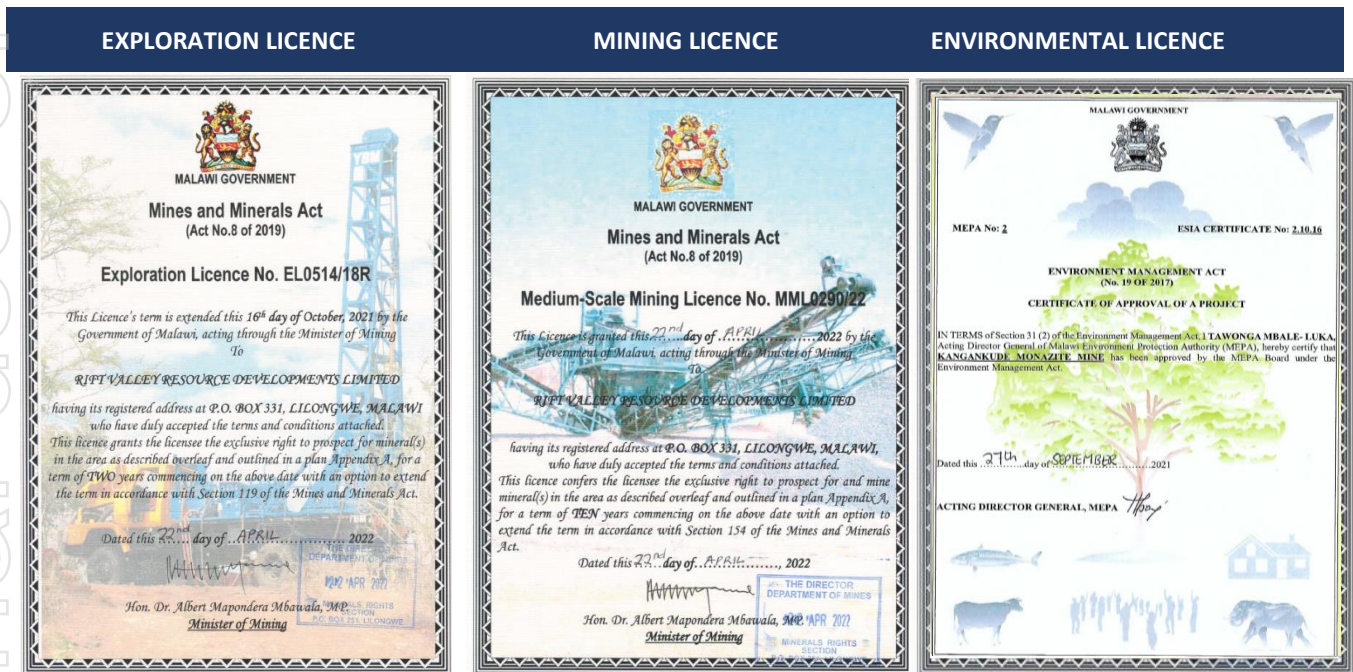 EXPLORATION LICENCE
MINING LICENCE
ENVIRONMENTAL LICENCE
MALAWI GOVERNMENT
Mines and Minerals Act
(Act No.8 of 2019)
Exploration Licence No. EL0514/18R
This Licence's term is extended this 16th day of October, 2021 by the
Government of Malawi, acting through the Minister of Mining
To
RIFT VALLEY RESOURCE DEVELOPMENTS LIMITED
having its registered address at P.O. BOX 331, LILONGWE, MALAWI
who have duly accepted the terms and conditions attached.
This licence grants the licensee the exclusive right to prospect for mineral(s)
in the area as described overleaf and outlined in a plan Appendix A, for a
term of TWO years commencing on the above date with an option to extend
the term in accordance with Section 119 of the Mines and Minerals Act.
Dated this 22nd day of APRIL 2022
THE DIRECTOR
DEPARTMENT OF MINES
APR 2022
MINERALS RIGHTS
SECTION
P.O. BOX 251, LILONGWE
Hon. Dr. Albert Mapondera Mbawala, MP.
Minister of Mining
YBM
MALAWI GOVERNMENT
Mines and Minerals Act
(Act No.8 of 2019)
Medium-Scale Mining Licence No. MML0290/22
This Licence is granted this 22nd day of APRIL 2022 by the
Government of Malawi, acting through the Minister of Mining
To
RIFT VALLEY RESOURCE DEVELOPMENTS LIMITED
having its registered address at P.O. BOX 331, LILONGWE, MALAWI,
who have duly accepted the terms and conditions attached.
This licence confers the licensee the exclusive right to prospect for and mine
mineral(s) in the area as described overleaf and outlined in a plan Appendix A,
for a term of TEN years commencing on the above date with an option to
extend the term in accordance with Section 154 of the Mines and Minerals
Act.
Dated this 22nd day of APRIL, 2022
THE DIRECTOR
DEPARTMENT OF MINES
APR 2022
MINERALS RIGHTS
SECTION
Hon. Dr. Albert Mapondera Mbawala, MP.
Minister of Mining
MALAWI GOVERNMENT
MEPA No: 2
ESIA CERTIFICATE No: 2.10.16
ENVIRONMENT MANAGEMENT ACT
(No. 19 OF 2017)
CERTIFICATE OF APPROVAL OF A PROJECT
IN TERMS of Section 31 (2) of the Environment Management Act, I TAWONGA MBALE- LUKA,
Acting Director General of Malawi Environment Protection Authority (MEPA), hereby certify that
KANGANKUDE MONAZITE MINE has been approved by the MEPA Board under the
Environment Management Act.
Dated this 27th day of SEPTEMBER 2021
ACTING DIRECTOR GENERAL, MEPA